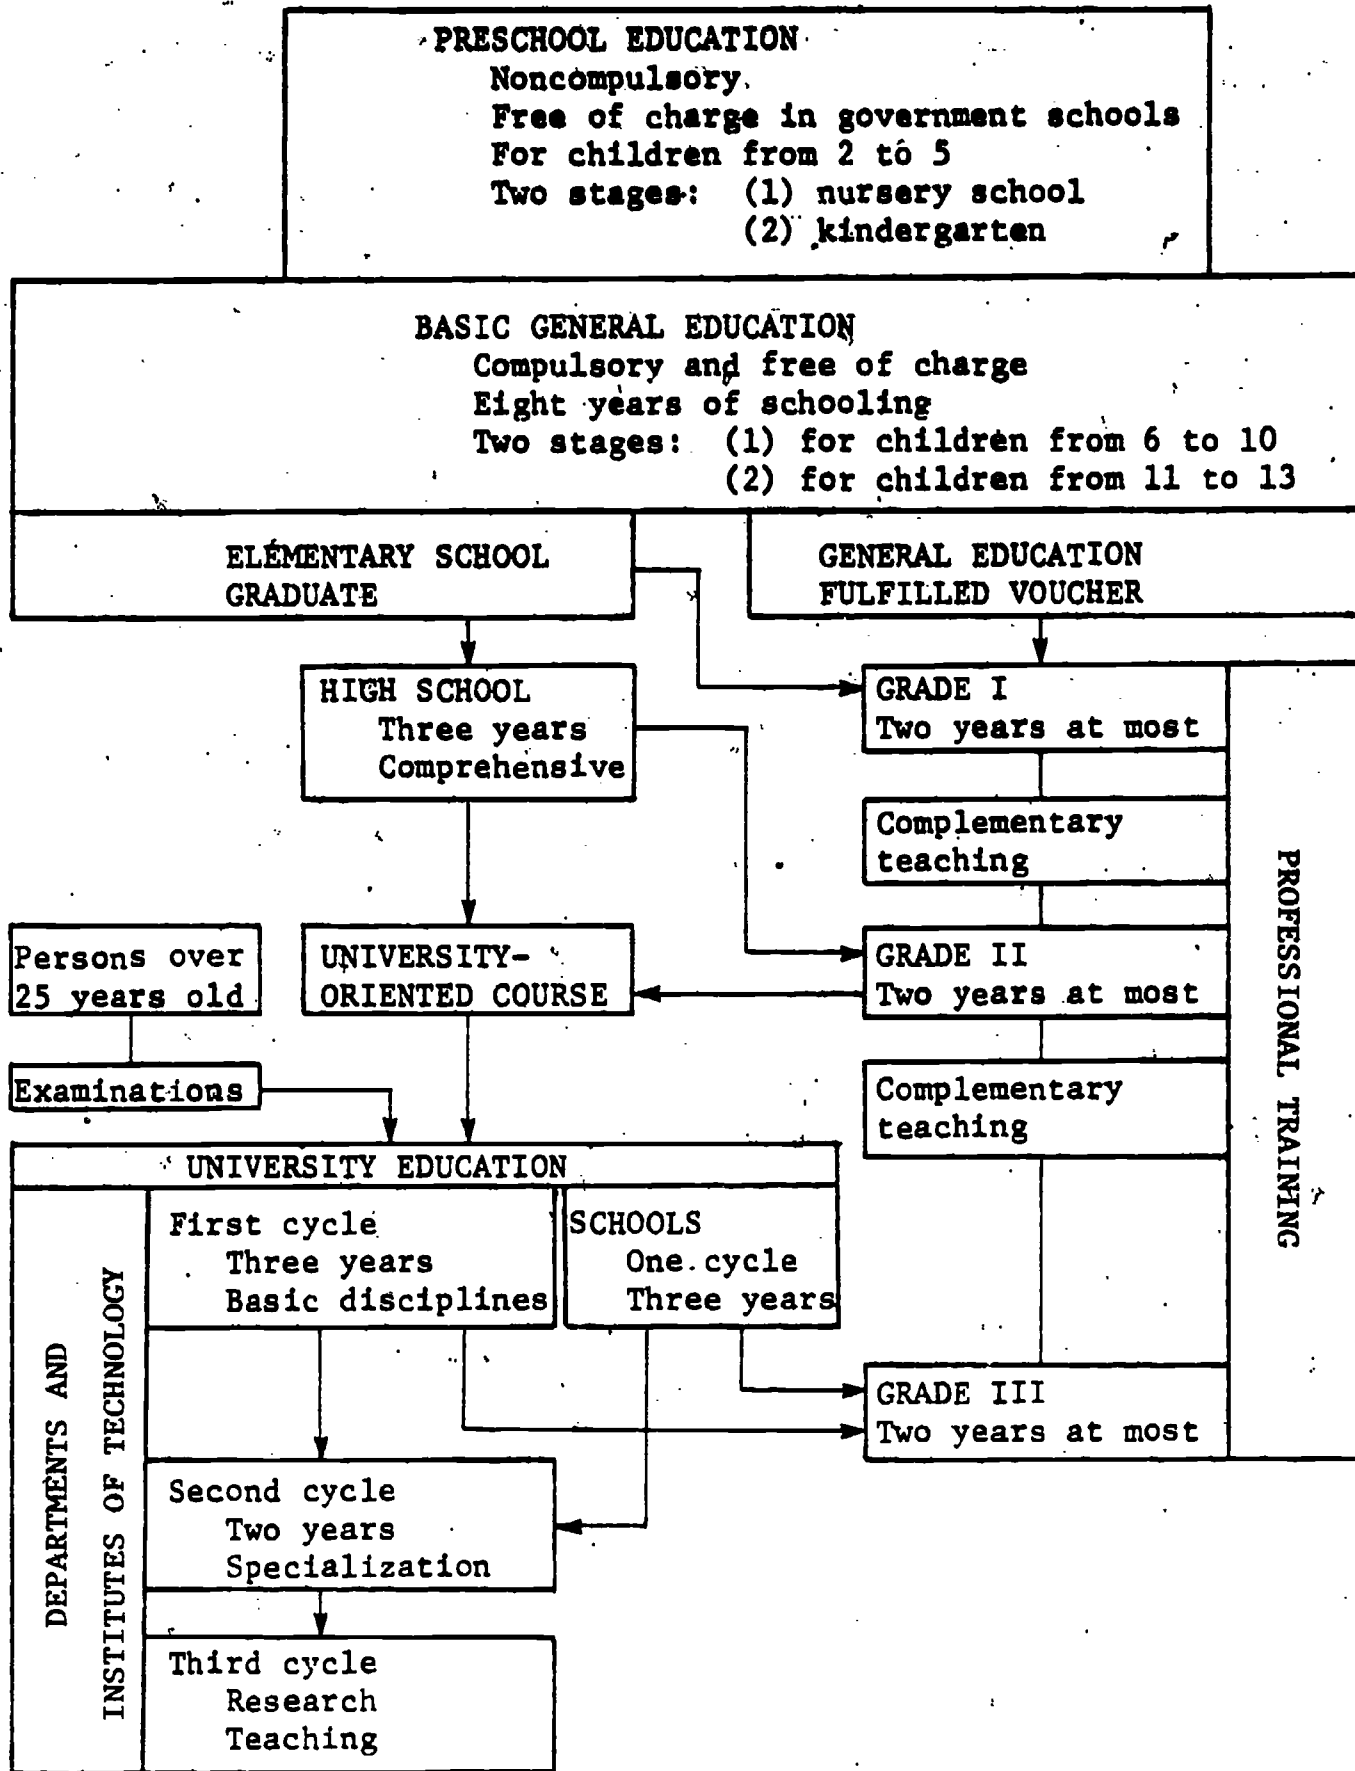 PRESCHOOL EDUCATION
Noncompulsory
Free of charge in government schools
For children from 2 to 5
Two stages: (1) nursery school
(2) kindergarten
BASIC GENERAL EDUCATION
Compulsory and free of charge
Eight years of schooling
Two stages: (1) for children from 6 to 10
(2) for children from 11 to 13
ELEMENTARY SCHOOL
GRADUATE
GENERAL EDUCATION
FULFILLED VOUCHER
HIGH SCHOOL
Three years
Comprehensive
GRADE I
Two years at most
Complementary
teaching
PROFESSIONAL TRAINING
Persons over
25 years old
UNIVERSITY-
ORIENTED COURSE
GRADE II
Two years at most
Examinations
Complementary
teaching
UNIVERSITY EDUCATION
DEPARTMENTS AND
INSTITUTES OF TECHNOLOGY
First cycle
Three years
Basic disciplines
SCHOOLS
One cycle
Three years
GRADE III
Two years at most
Second cycle
Two years
Specialization
Third cycle
Research
Teaching